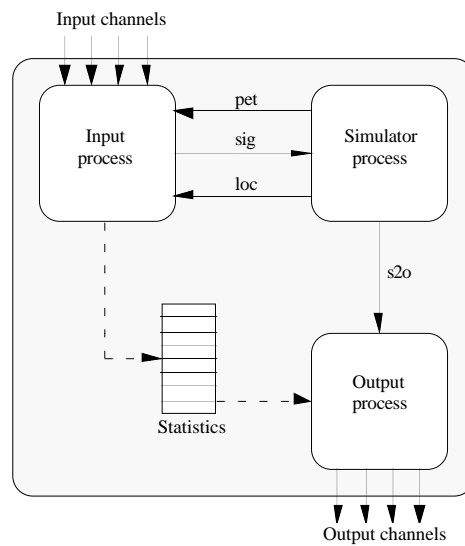 Input channels
pet
Input
process
sig
Simulator
process
loc
s2o
Output
process
Statistics
Output channels